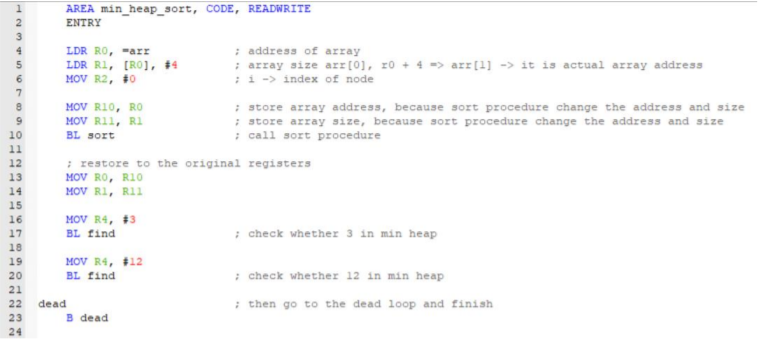 1 AREA min_heap_sort, CODE, READWRITE
2 ENTRY
3
4 LDR R0, =arr ; address of array
5 LDR R1, [R0], #4 ; array size arr[0], r0 + 4 => arr[1] -> it is actual array address
6 MOV R2, #0 ; i -> index of node
7
8 MOV R10, R0 ; store array address, because sort procedure change the address and size
9 MOV R11, R1 ; store array size, because sort procedure change the address and size
10 BL sort ; call sort procedure
11
12 ; restore to the original registers
13 MOV R0, R10
14 MOV R1, R11
15
16 MOV R4, #3
17 BL find ; check whether 3 in min heap
18
19 MOV R4, #12
20 BL find ; check whether 12 in min heap
21
22 dead ; then go to the dead loop and finish
23 B dead
24